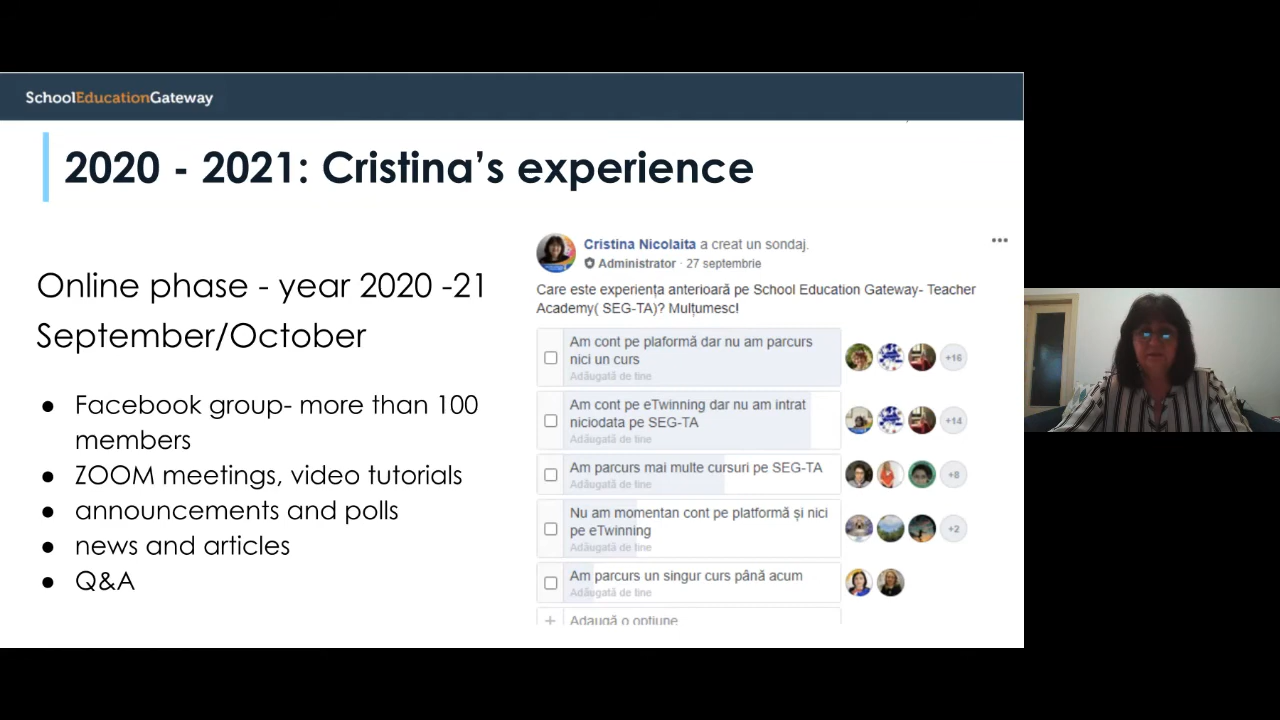 SchoolEducationGateway
2020 - 2021: Cristina's experience
Online phase - year 2020 -21
September/October
● Facebook group- more than 100
members
● ZOOM meetings, video tutorials
● announcements and polls
● news and articles
● Q&A
Cristina Nicolaita a creat un sondaj.
Administrator · 27 septembrie
Care este experiența anterioară pe School Education Gateway- Teacher
Academy( SEG-TA)? Mulțumesc!
Am cont pe plaformă dar nu am parcurs
nici un curs
Adăugată de tine
+16
Am cont pe eTwinning dar nu am intrat
niciodata pe SEG-TA
Adăugată de tine
+14
Am parcurs mai multe cursuri pe SEG-TA
Adăugată de tine
+8
Nu am momentan cont pe platformă și nici
pe eTwinning
Adăugată de tine
+2
Am parcurs un singur curs până acum
Adăugată de tine
+ Adaugă o opțiune